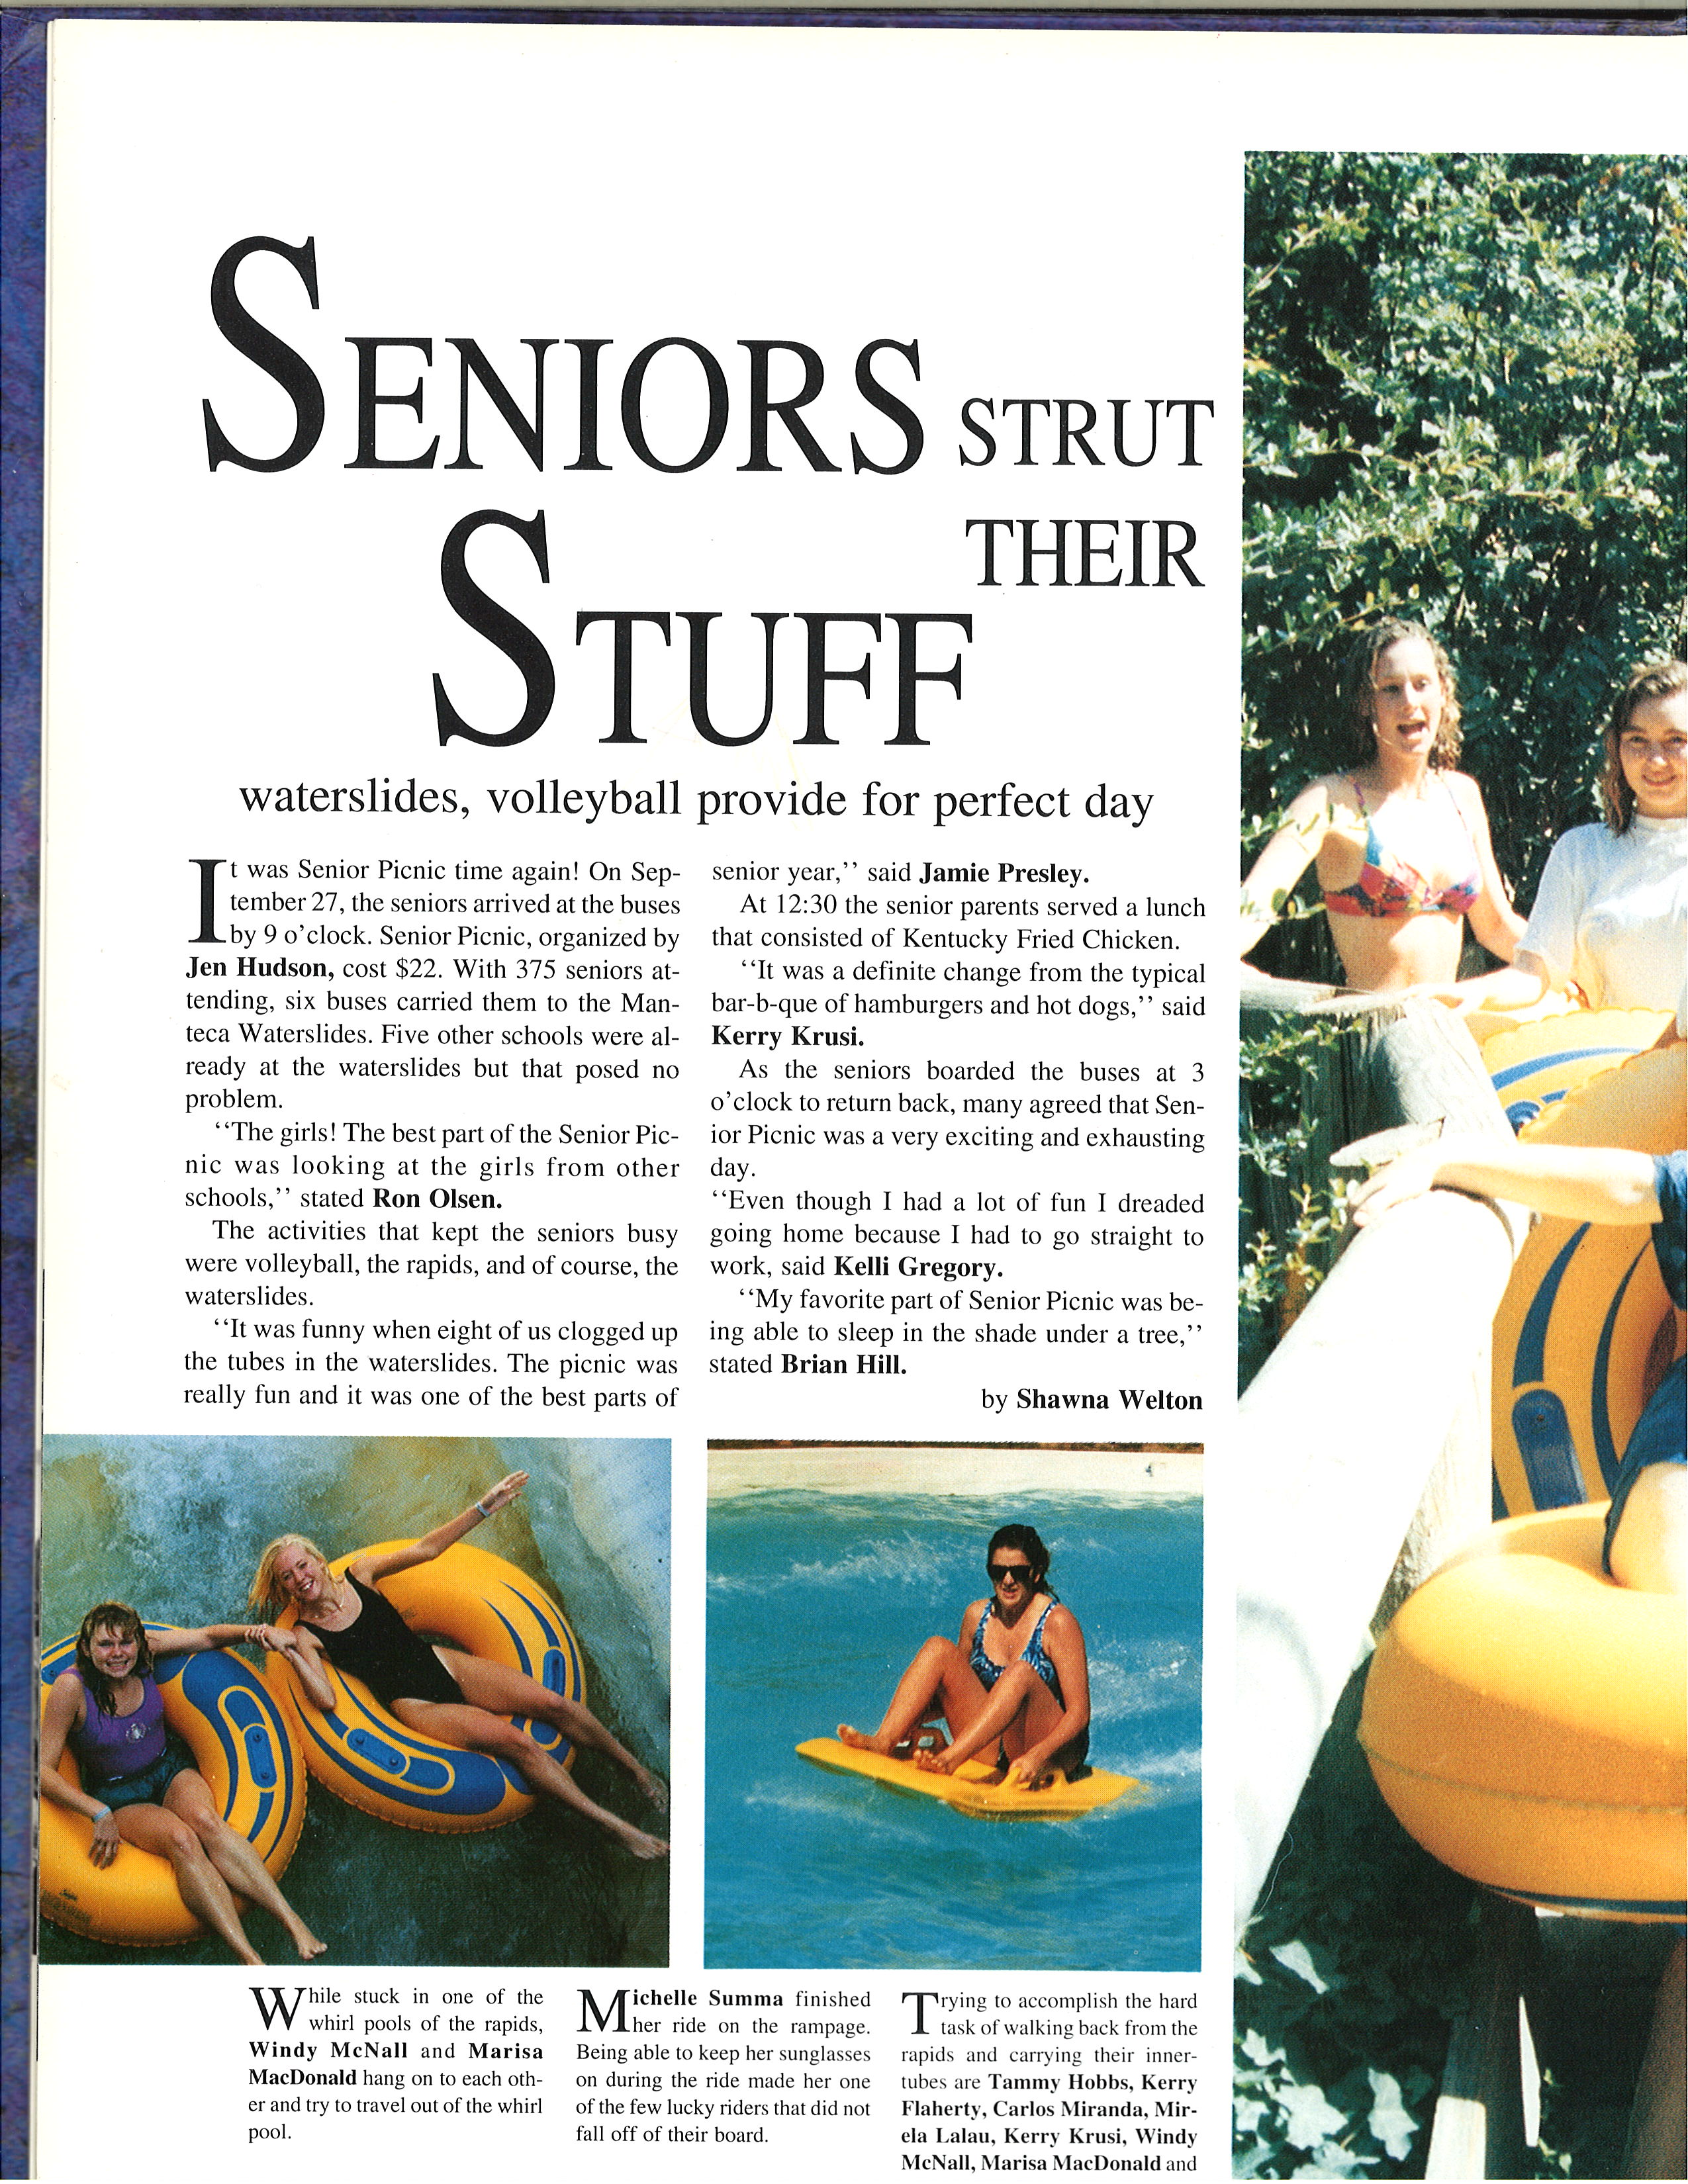 SENIORS STRUT
THEIR
STUFF
waterslides, volleyball provide for perfect day
It was Senior Picnic time again! On Sep-
tember 27, the seniors arrived at the buses
by 9 o'clock. Senior Picnic, organized by
Jen Hudson, cost $22. With 375 seniors at-
tending, six buses carried them to the Man-
teca Waterslides. Five other schools were al-
ready at the waterslides but that posed no
problem.
‘‘The girls! The best part of the Senior Pic-
nic was looking at the girls from other
schools,’’ stated Ron Olsen.
The activities that kept the seniors busy
were volleyball, the rapids, and of course, the
waterslides.
‘‘It was funny when eight of us clogged up
the tubes in the waterslides. The picnic was
really fun and it was one of the best parts of
senior year,’’ said Jamie Presley.
At 12:30 the senior parents served a lunch
that consisted of Kentucky Fried Chicken.
‘‘It was a definite change from the typical
bar-b-que of hamburgers and hot dogs,’’ said
Kerry Krusi.
As the seniors boarded the buses at 3
o'clock to return back, many agreed that Sen-
ior Picnic was a very exciting and exhausting
day.
‘‘Even though I had a lot of fun I dreaded
going home because I had to go straight to
work, said Kelli Gregory.
‘‘My favorite part of Senior Picnic was be-
ing able to sleep in the shade under a tree,’’
stated Brian Hill.
by Shawna Welton
While stuck in one of the
whirl pools of the rapids,
Windy McNall and Marisa
MacDonald hang on to each oth-
er and try to travel out of the whirl
pool.
Michelle Summa finished
her ride on the rampage.
Being able to keep her sunglasses
on during the ride made her one
of the few lucky riders that did not
fall off of their board.
Trying to accomplish the hard
task of walking back from the
rapids and carrying their inner-
tubes are Tammy Hobbs, Kerry
Flaherty, Carlos Miranda, Mir-
ela Lalau, Kerry Krusi, Windy
McNall, Marisa MacDonald and